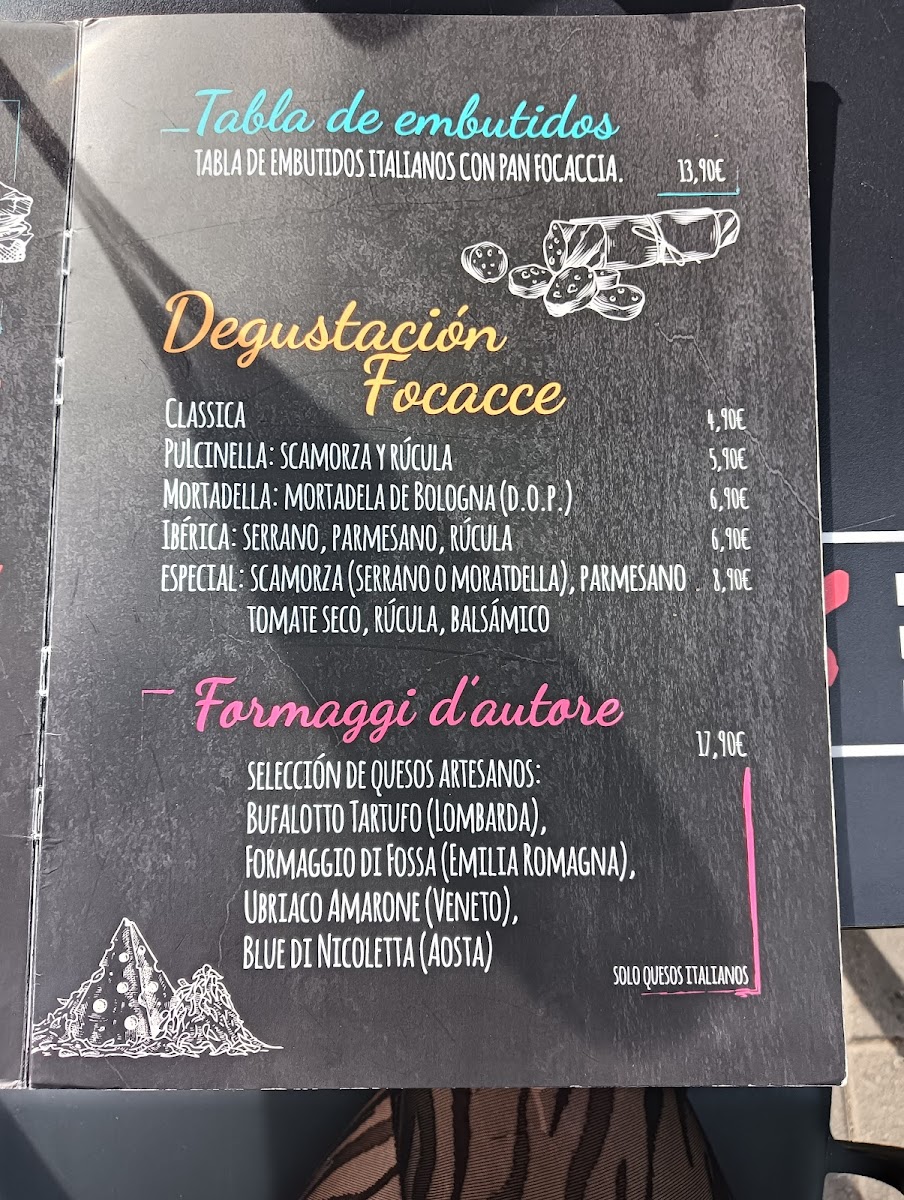 Tabla de embutidos
TABLA DE EMBUTIDOS ITALIANOS CON PAN FOCACCIA. 13,90€
Degustación
Focacce
CLASSICA 4,90€
PULCINELLA: SCAMORZA Y RÚCULA 5,90€
MORTADELLA: MORTADELA DE BOLOGNA (D.O.P.) 6,90€
IBÉRICA: SERRANO, PARMESANO, RÚCULA 6,90€
ESPECIAL: SCAMORZA (SERRANO O MORATDELLA), PARMESANO . 8,90€
TOMATE SECO, RÚCULA, BALSÁMICO
Formaggi d'autore
17,90€
SELECCIÓN DE QUESOS ARTESANOS:
BUFALOTTO TARTUFO (LOMBARDA),
FORMAGGIO DI FOSSA (EMILIA ROMAGNA),
UBRIACO AMARONE (VENETO),
BLUE DI NICOLETTA (AOSTA)
SOLO QUESOS ITALIANOS